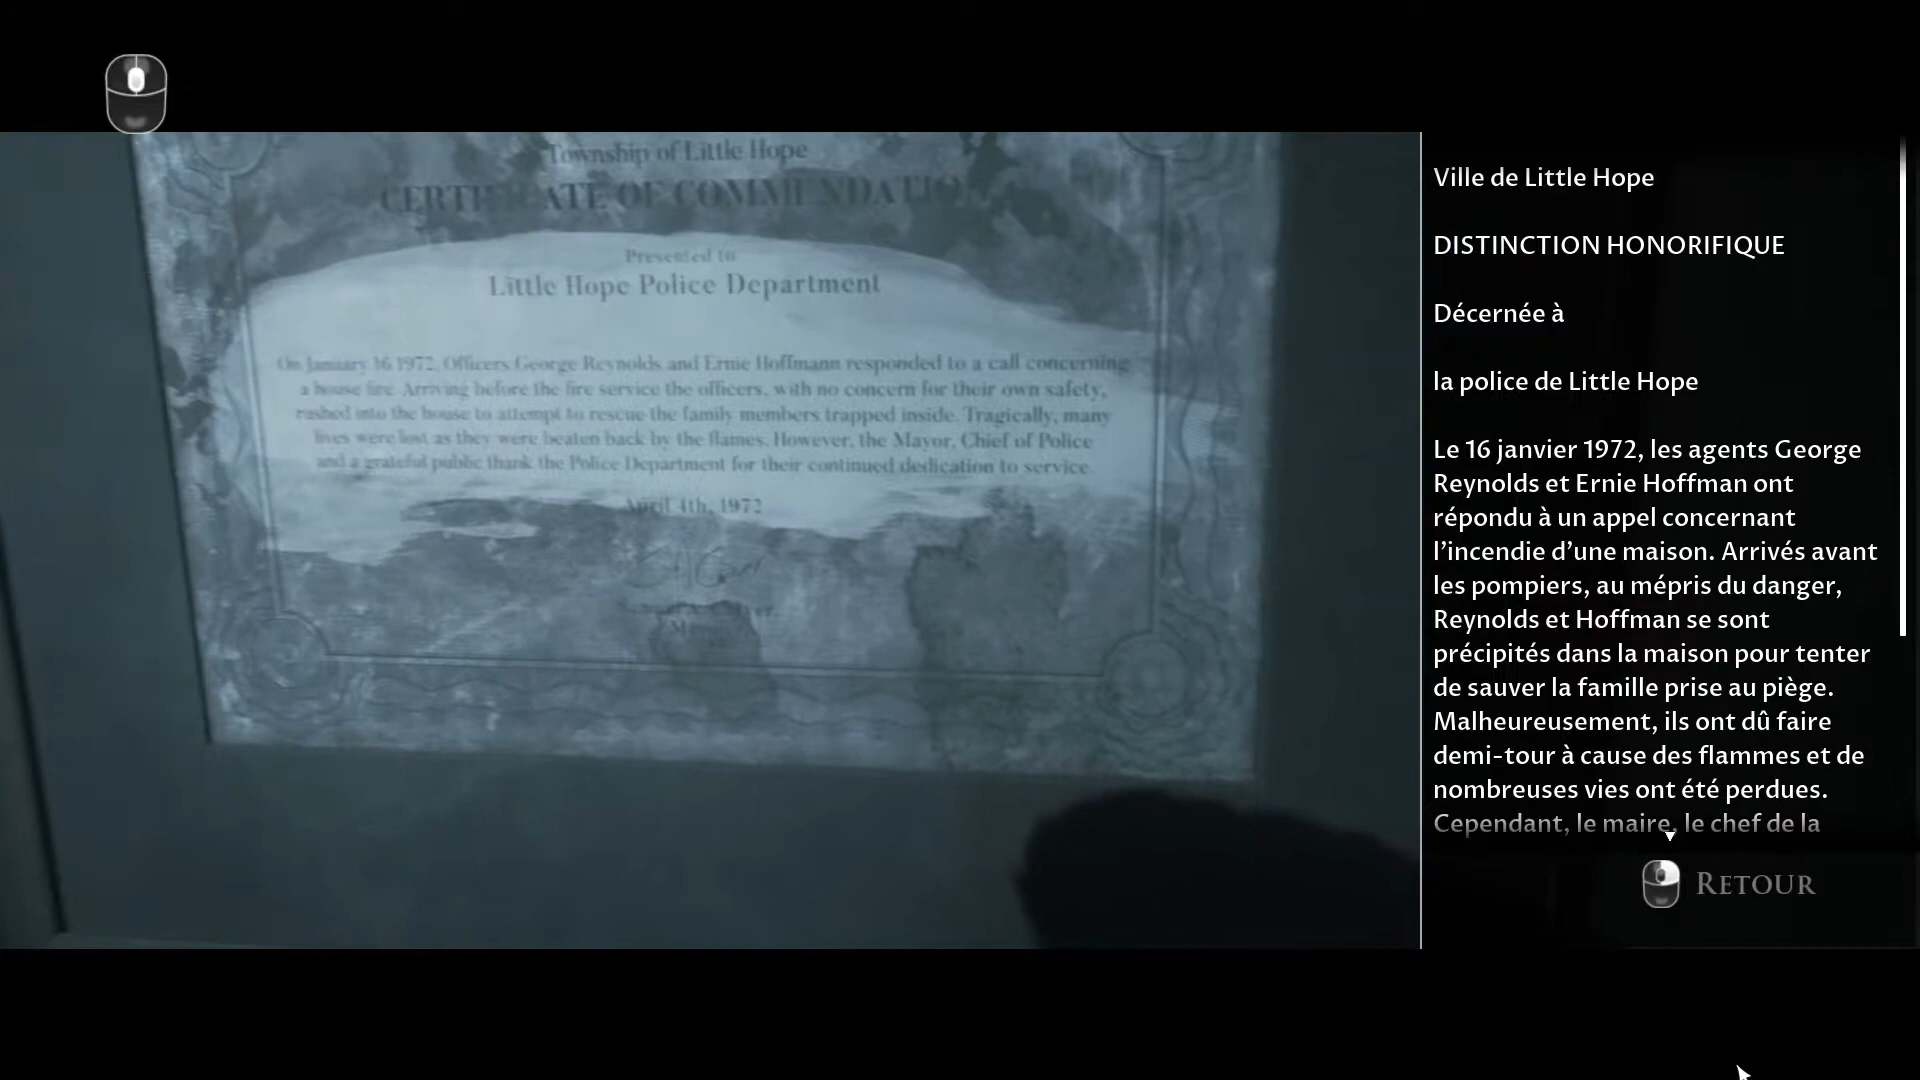 Township of Little Hope
CERTIFICATE OF COMMENDATION
Presented to
Little Hope Police Department
On January 16 1972, Officers George Reynolds and Ernie Hoffmann responded to a call concerning
a house fire. Arriving before the fire service the officers, with no concern for their own safety,
rushed into the house to attempt to rescue the family members trapped inside. Tragically, many
lives were lost as they were beaten back by the flames. However, the Mayor, Chief of Police
and a grateful public thank the Police Department for their continued dedication to service.
April 4th, 1972
Ville de Little Hope
DISTINCTION HONORIFIQUE
Décernée à
la police de Little Hope
Le 16 janvier 1972, les agents George
Reynolds et Ernie Hoffman ont
répondu à un appel concernant
l’incendie d’une maison. Arrivés avant
les pompiers, au mépris du danger,
Reynolds et Hoffman se sont
précipités dans la maison pour tenter
de sauver la famille prise au piège.
Malheureusement, ils ont dû faire
demi-tour à cause des flammes et de
nombreuses vies ont été perdues.
Cependant, le maire, le chef de la
RETOUR